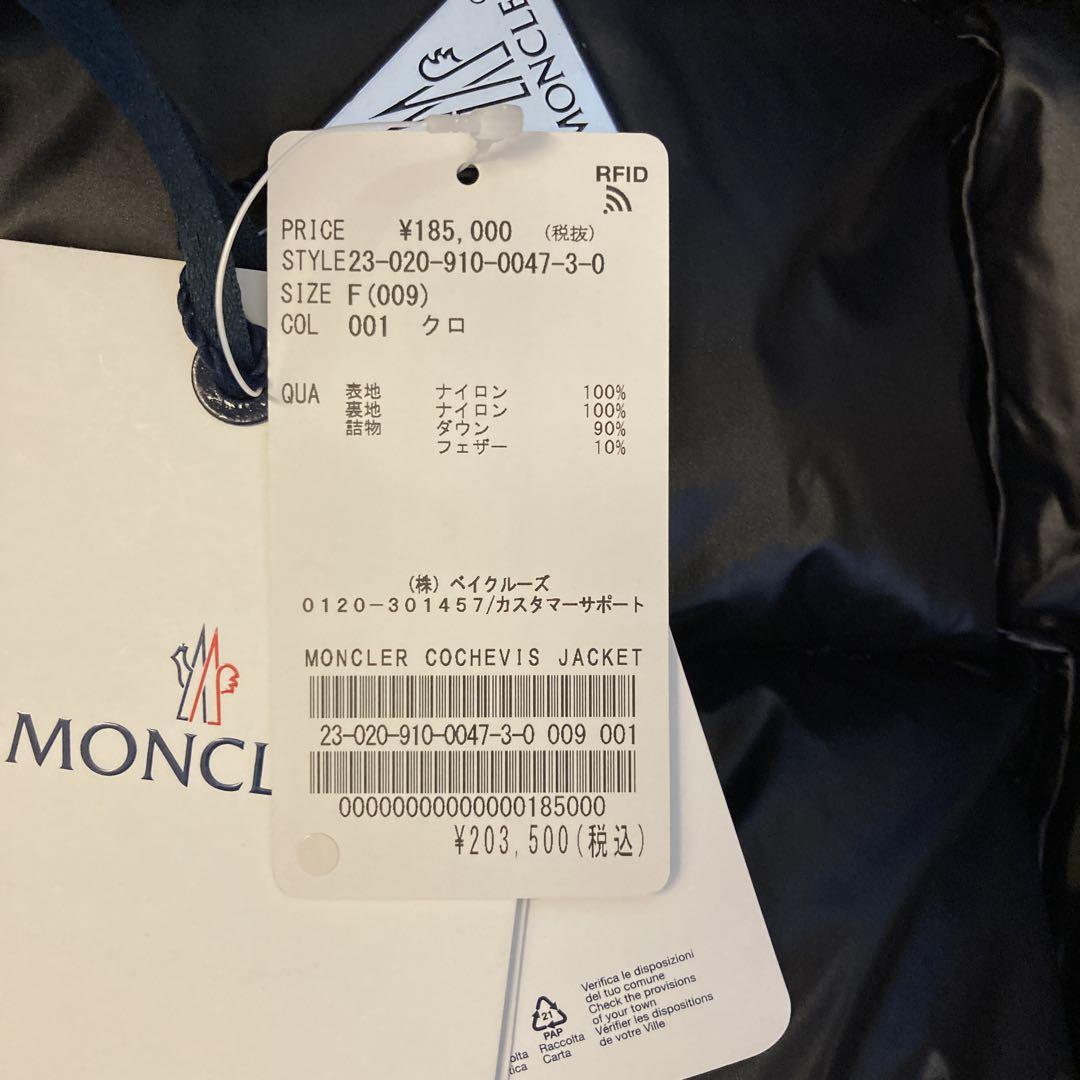 MONCLE
RFID
PRICE ¥185,000 (税抜)
STYLE23-020-910-0047-3-0
SIZE F(009)
COL 001 クロ
QUA 表地 ナイロン 100%
裏地 ナイロン 100%
詰物 ダウン 90%
フェザー 10%
(株) ベイクルーズ
0120-301457/カスタマーサポート
MONCLER COCHEVIS JACKET
23-020-910-0047-3-0 009 001
00000000000000185000
¥203,500(税込)
MONCL
Verifica le disposizioni
del tuo comune
Check the provisions
of your town
Vérifier les dispositions
de votre Ville
21
PAP
Raccolta
Carta